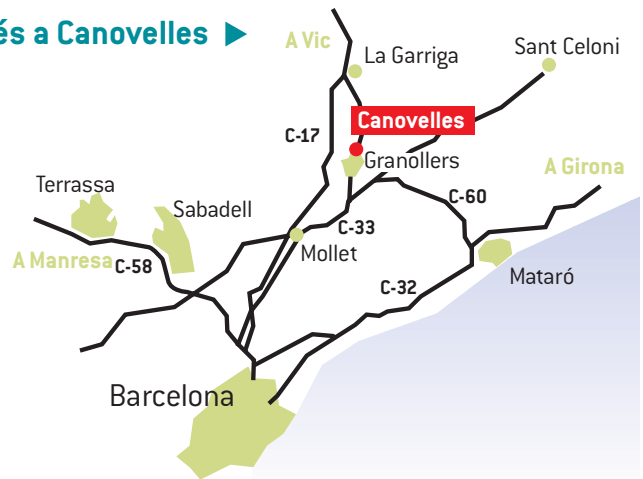 és a Canovelles
A Vic
La Garriga
Sant Celoni
Canovelles
C-17
Granollers
A Girona
Terrassa
Sabadell
C-60
C-33
Mollet
A Manresa
C-58
Mataró
C-32
Barcelona